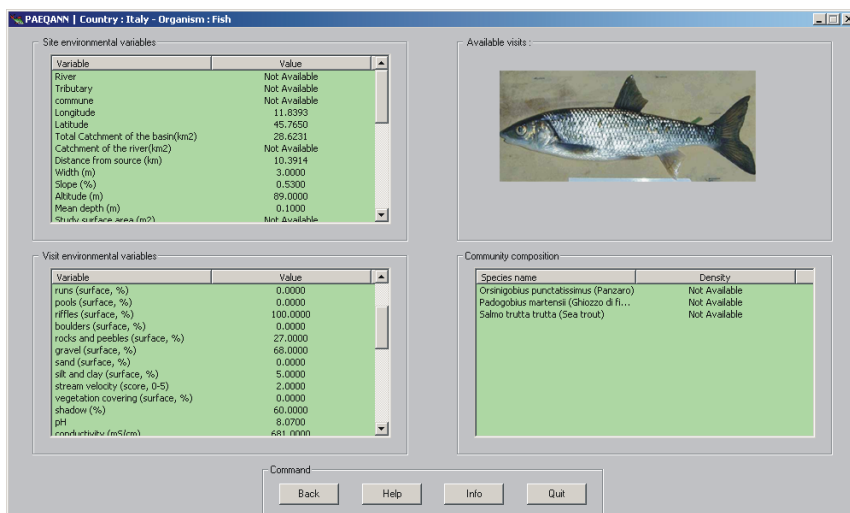 PAEQANN | Country : Italy - Organism : Fish
Site environmental variables
Variable Value
River Not Available
Tributary Not Available
commune Not Available
Longitude 11.8393
Latitude 45.7650
Total Catchment of the basin(km2) 28.6231
Catchment of the river(km2) Not Available
Distance from source (km) 10.3914
Width (m) 3.0000
Slope (%) 0.5300
Altitude (m) 89.0000
Mean depth (m) 0.1000
Study surface area (m2) Not Available
Available visits :
Visit environmental variables
Variable Value
runs (surface, %) 0.0000
pools (surface, %) 0.0000
riffles (surface, %) 100.0000
boulders (surface, %) 0.0000
rocks and peebles (surface, %) 27.0000
gravel (surface, %) 68.0000
sand (surface, %) 0.0000
silt and clay (surface, %) 5.0000
stream velocity (score, 0-5) 2.0000
vegetation covering (surface, %) 0.0000
shadow (%) 60.0000
pH 8.0700
conductivity (mS/cm) 681.0000
Community composition
Species name Density
Orsinigobius punctatissimus (Panzaro) Not Available
Padogobius martensii (Ghiozzo di fi... Not Available
Salmo trutta trutta (Sea trout) Not Available
Command
Back Help Info Quit